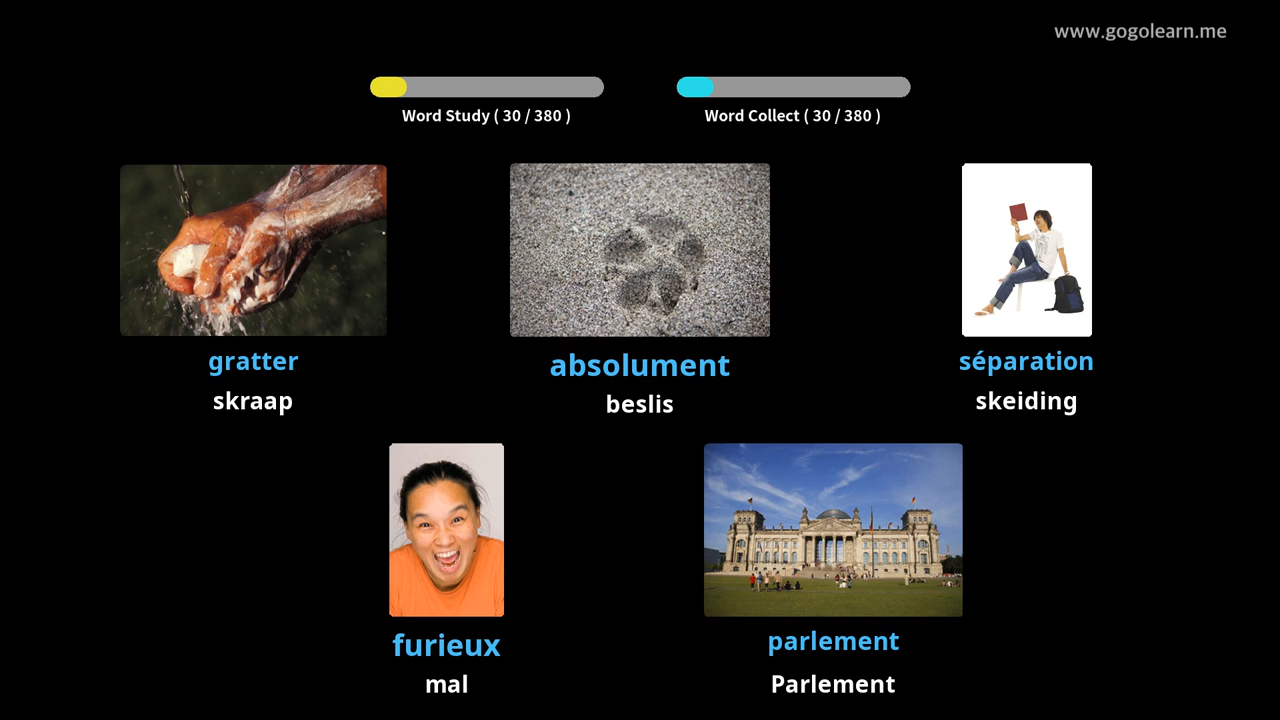 www.gogolearn.me
Word Study ( 30 / 380 )
Word Collect ( 30 / 380 )
gratter
skraap
absolument
beslis
séparation
skeiding
furieux
mal
parlement
Parlement